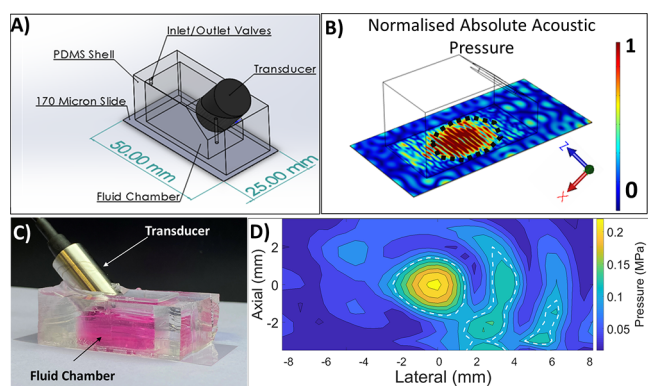 A)
Inlet/Outlet Valves
PDMS Shell
Transducer
170 Micron Slide
50.00 mm
25.00 mm
Fluid Chamber
B)
Normalised Absolute Acoustic
Pressure
1
0
Z
X
C)
Transducer
Fluid Chamber
D)
Axial (mm)
2
0
-2
-8
-6
-4
-2
0
2
4
6
8
Lateral (mm)
0.2
0.15
0.1
0.05
Pressure (MPa)